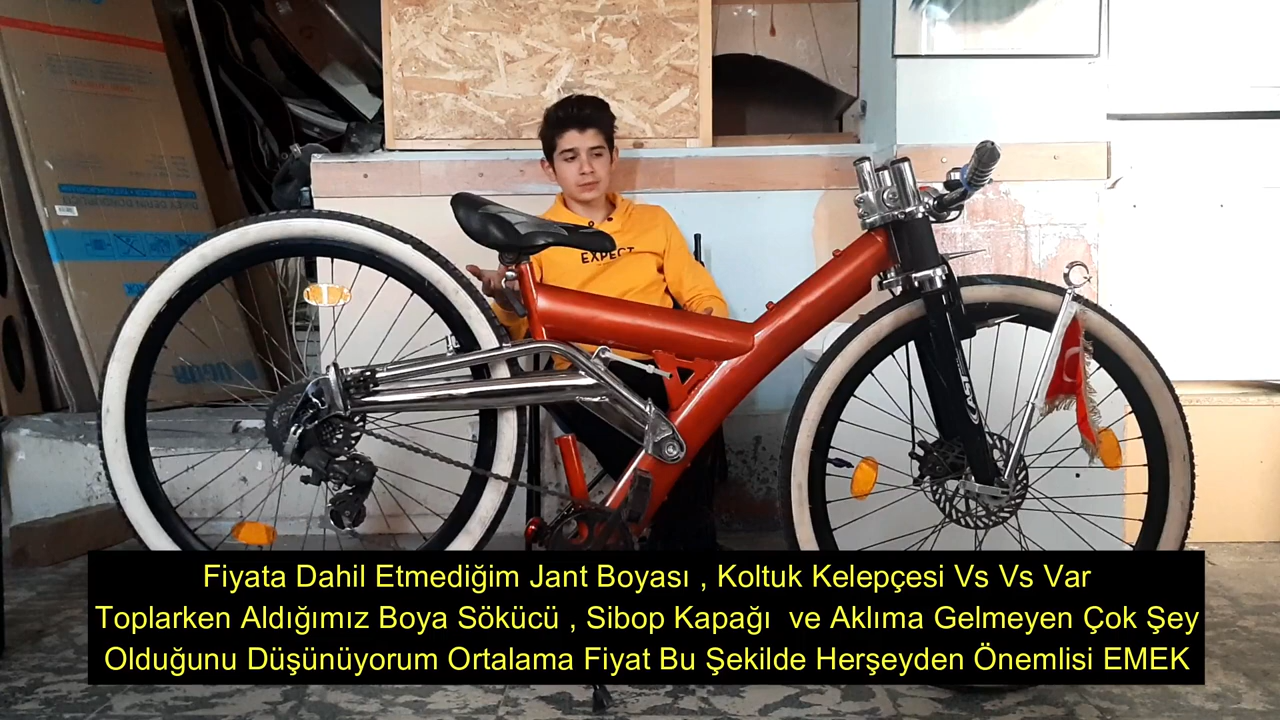 EXPECT
Fiyata Dahil Etmediğim Jant Boyası , Koltuk Kelepçesi Vs Vs Var
Toplarken Aldığımız Boya Sökücü , Sibop Kapağı ve Aklıma Gelmeyen Çok Şey
Olduğunu Düşünüyorum Ortalama Fiyat Bu Şekilde Herşeyden Önemlisi EMEK